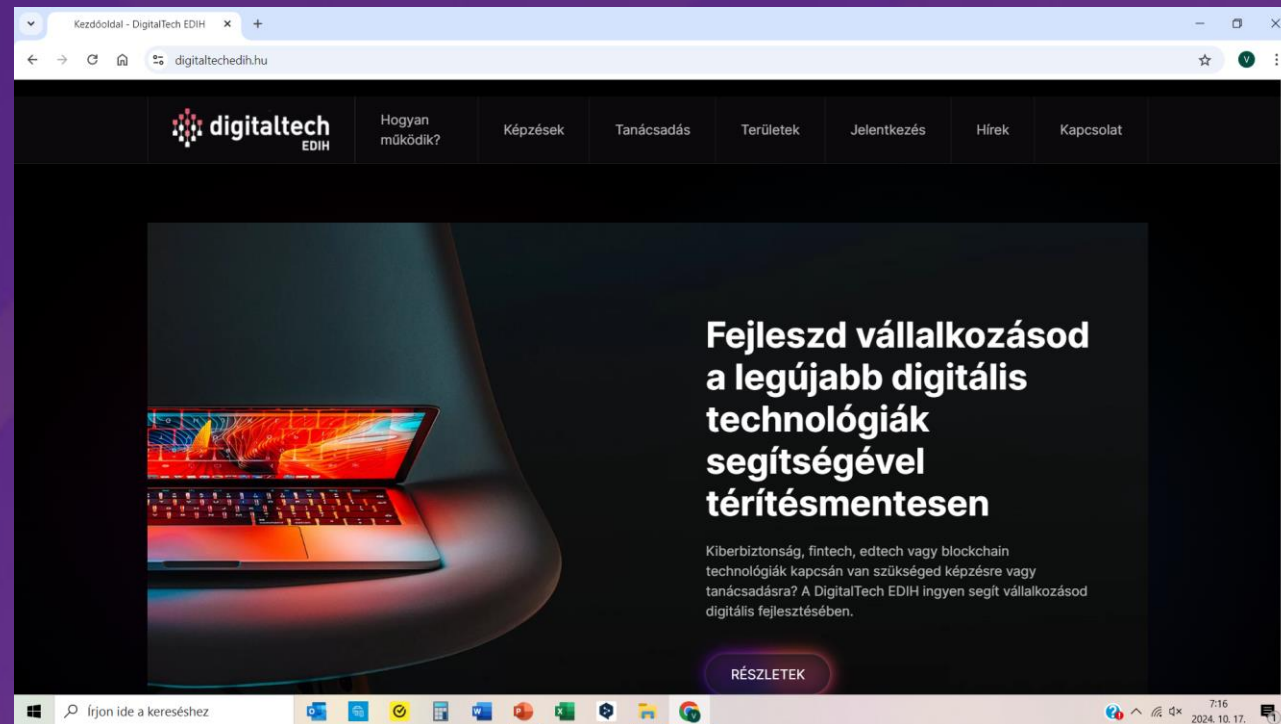 Kezdőoldal - DigitalTech EDIH
digitaltechedih.hu
V
digitaltech
EDIH
Hogyan
működik?
Képzések
Tanácsadás
Területek
Jelentkezés
Hírek
Kapcsolat
Fejleszd vállalkozásod
a legújabb digitális
technológiák
segítségével
térítésmentesen
Kiberbiztonság, fintech, edtech vagy blockchain
technológiák kapcsán van szükséged képzésre vagy
tanácsadásra? A DigitalTech EDIH ingyen segít vállalkozásod
digitális fejlesztésében.
RÉSZLETEK
Írjon ide a kereséshez
7:16
2024. 10. 17.